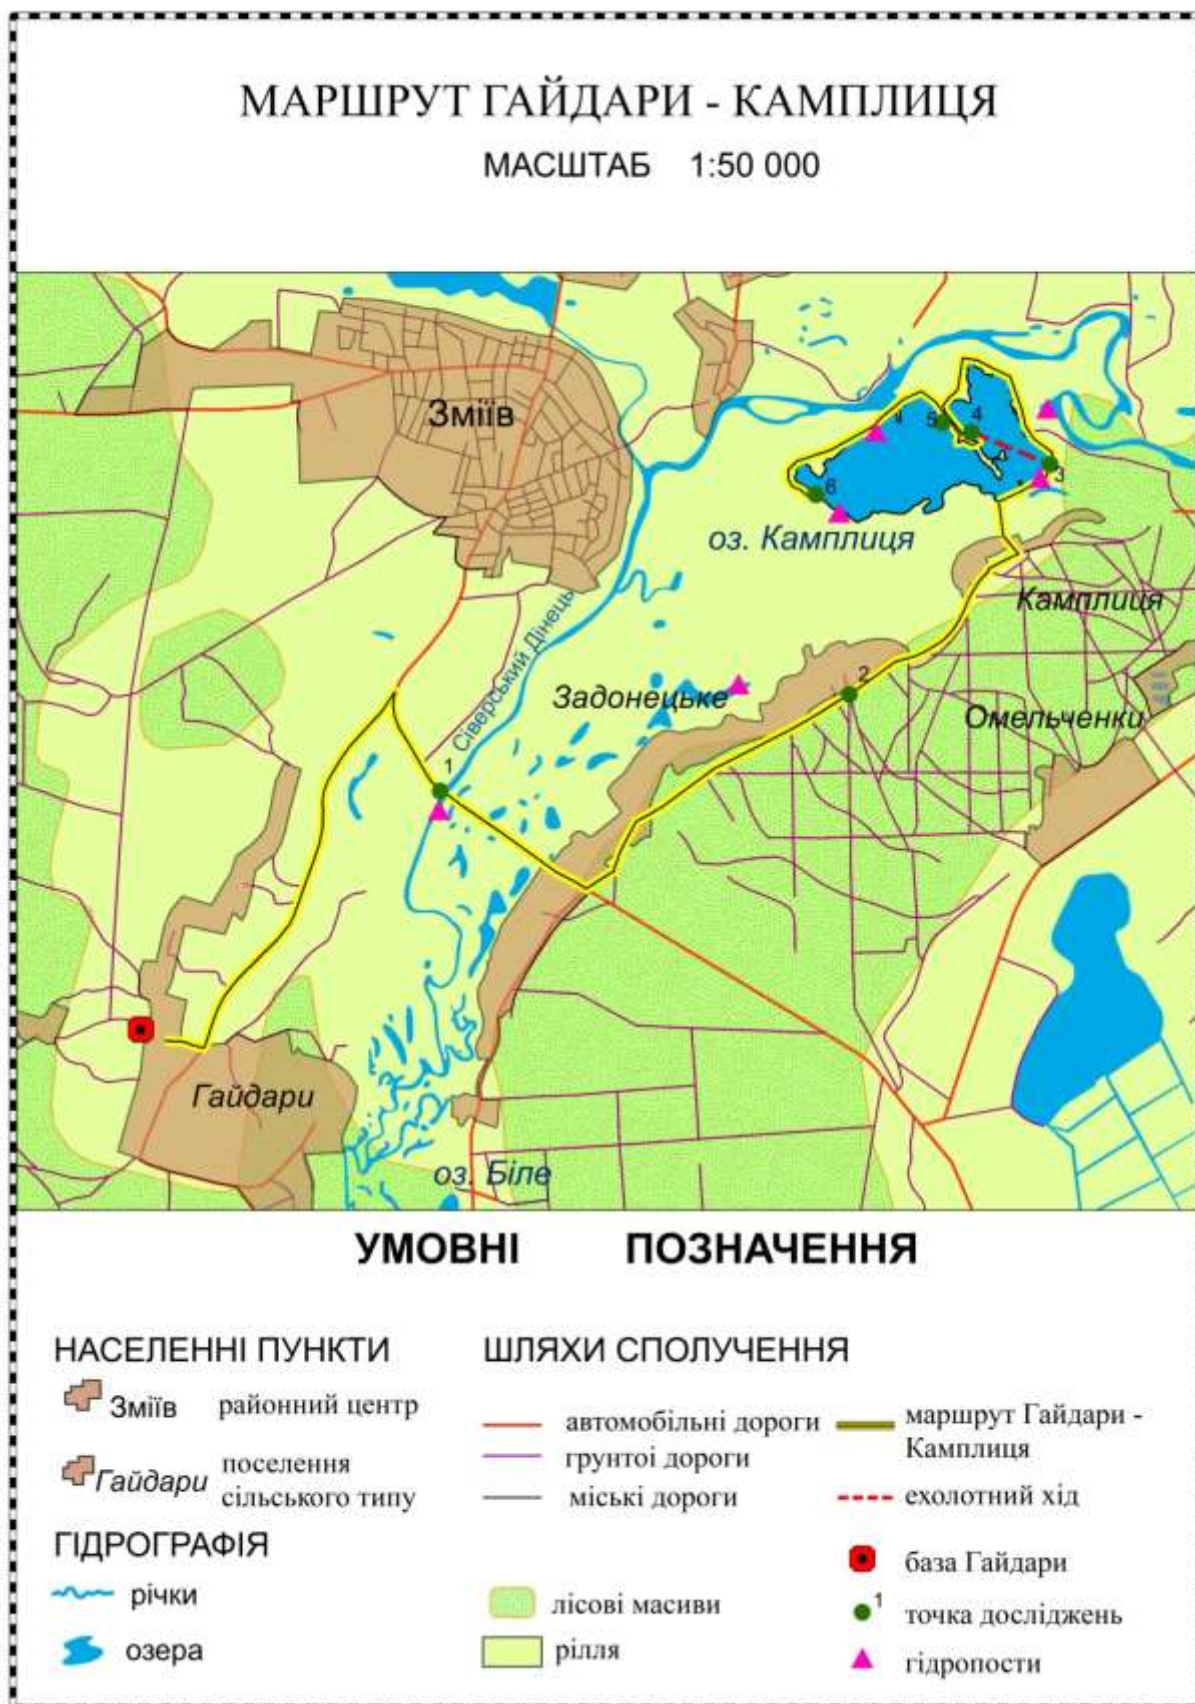 МАРШРУТ ГАЙДАРИ - КАМПЛИЦЯ
МАСШТАБ 1:50 000
Зміїв
5
4
3
6
оз. Камплиця
Камплиця
Сіверський Дінець
Задонецьке
2
Омельченки
1
Гайдари
оз. Біле
УМОВНІ ПОЗНАЧЕННЯ
НАСЕЛЕННІ ПУНКТИ
Зміїв районний центр
Гайдари поселення
сільського типу
ГІДРОГРАФІЯ
річки
озера
ШЛЯХИ СПОЛУЧЕННЯ
автомобільні дороги
грунтоі дороги
міські дороги
лісові масиви
рілля
маршрут Гайдари -
Камплиця
ехолотний хід
база Гайдари
1 точка досліджень
гідропости